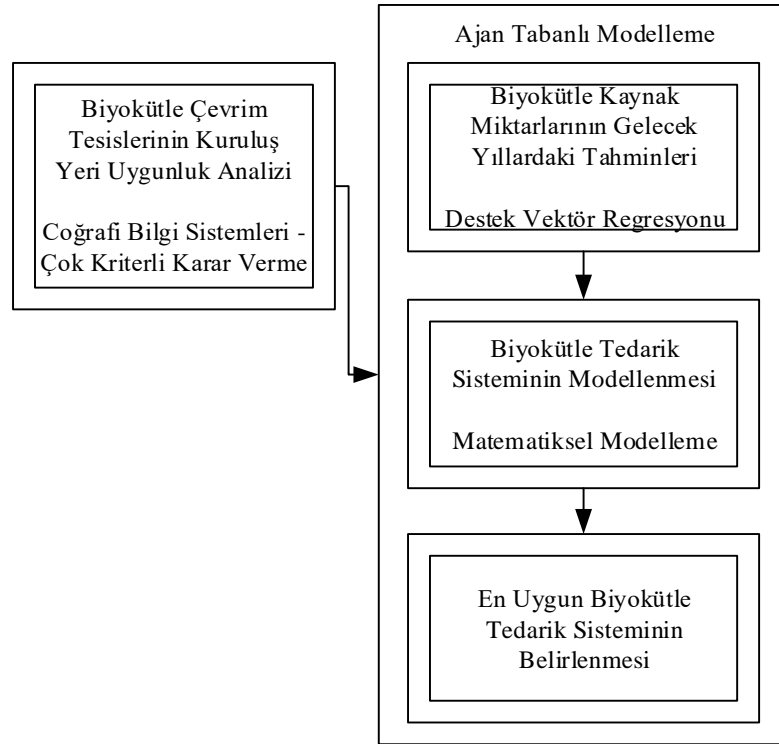 Biyokütle Çevrim
Tesislerinin Kuruluş
Yeri Uygunluk Analizi
Coğrafi Bilgi Sistemleri -
Çok Kriterli Karar Verme
Ajan Tabanlı Modelleme
Biyokütle Kaynak
Miktarlarının Gelecek
Yıllardaki Tahminleri
Destek Vektör Regresyonu
Biyokütle Tedarik
Sisteminin Modellenmesi
Matematiksel Modelleme
En Uygun Biyokütle
Tedarik Sisteminin
Belirlenmesi